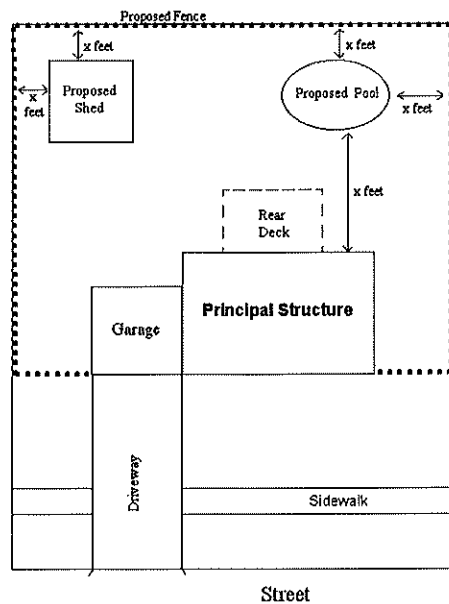 Proposed Fence
x feet
x feet
Proposed
Shed
x
feet
Proposed Pool
x feet
x feet
Rear
Deck
Principal Structure
Garage
Driveway
Sidewalk
Street